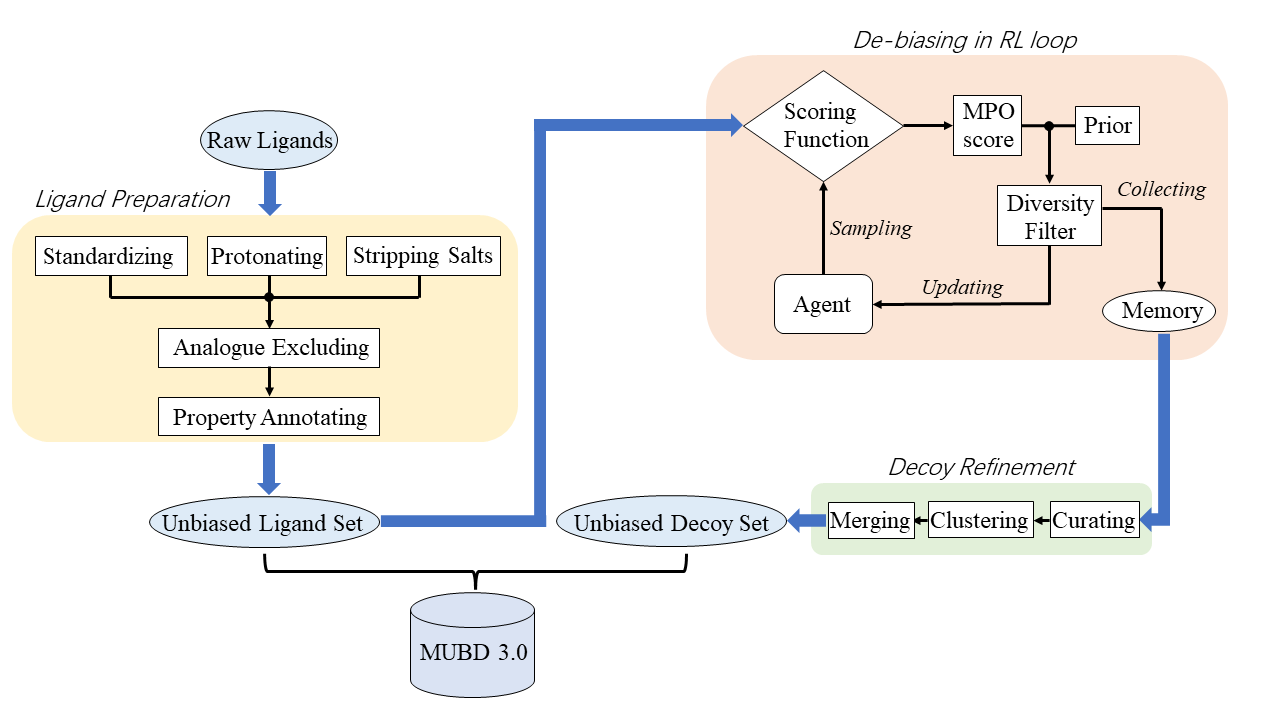 De-biasing in RL loop
Raw Ligands
Ligand Preparation
Standardizing
Protonating
Stripping Salts
Analogue Excluding
Property Annotating
Unbiased Ligand Set
Scoring
Function
MPO
score
Prior
Diversity
Filter
Collecting
Sampling
Updating
Agent
Memory
Decoy Refinement
Curating
Clustering
Merging
Unbiased Decoy Set
MUBD 3.0